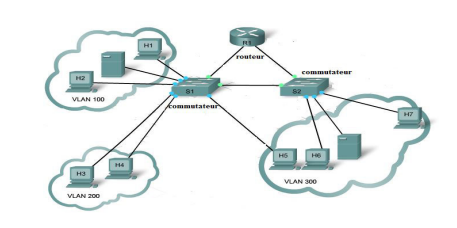 H1
R1
routeur
commutateur
H2
S1
S2
VLAN 100
commutateur
H7
H4
H5
H6
H3
VLAN 300
VLAN 200